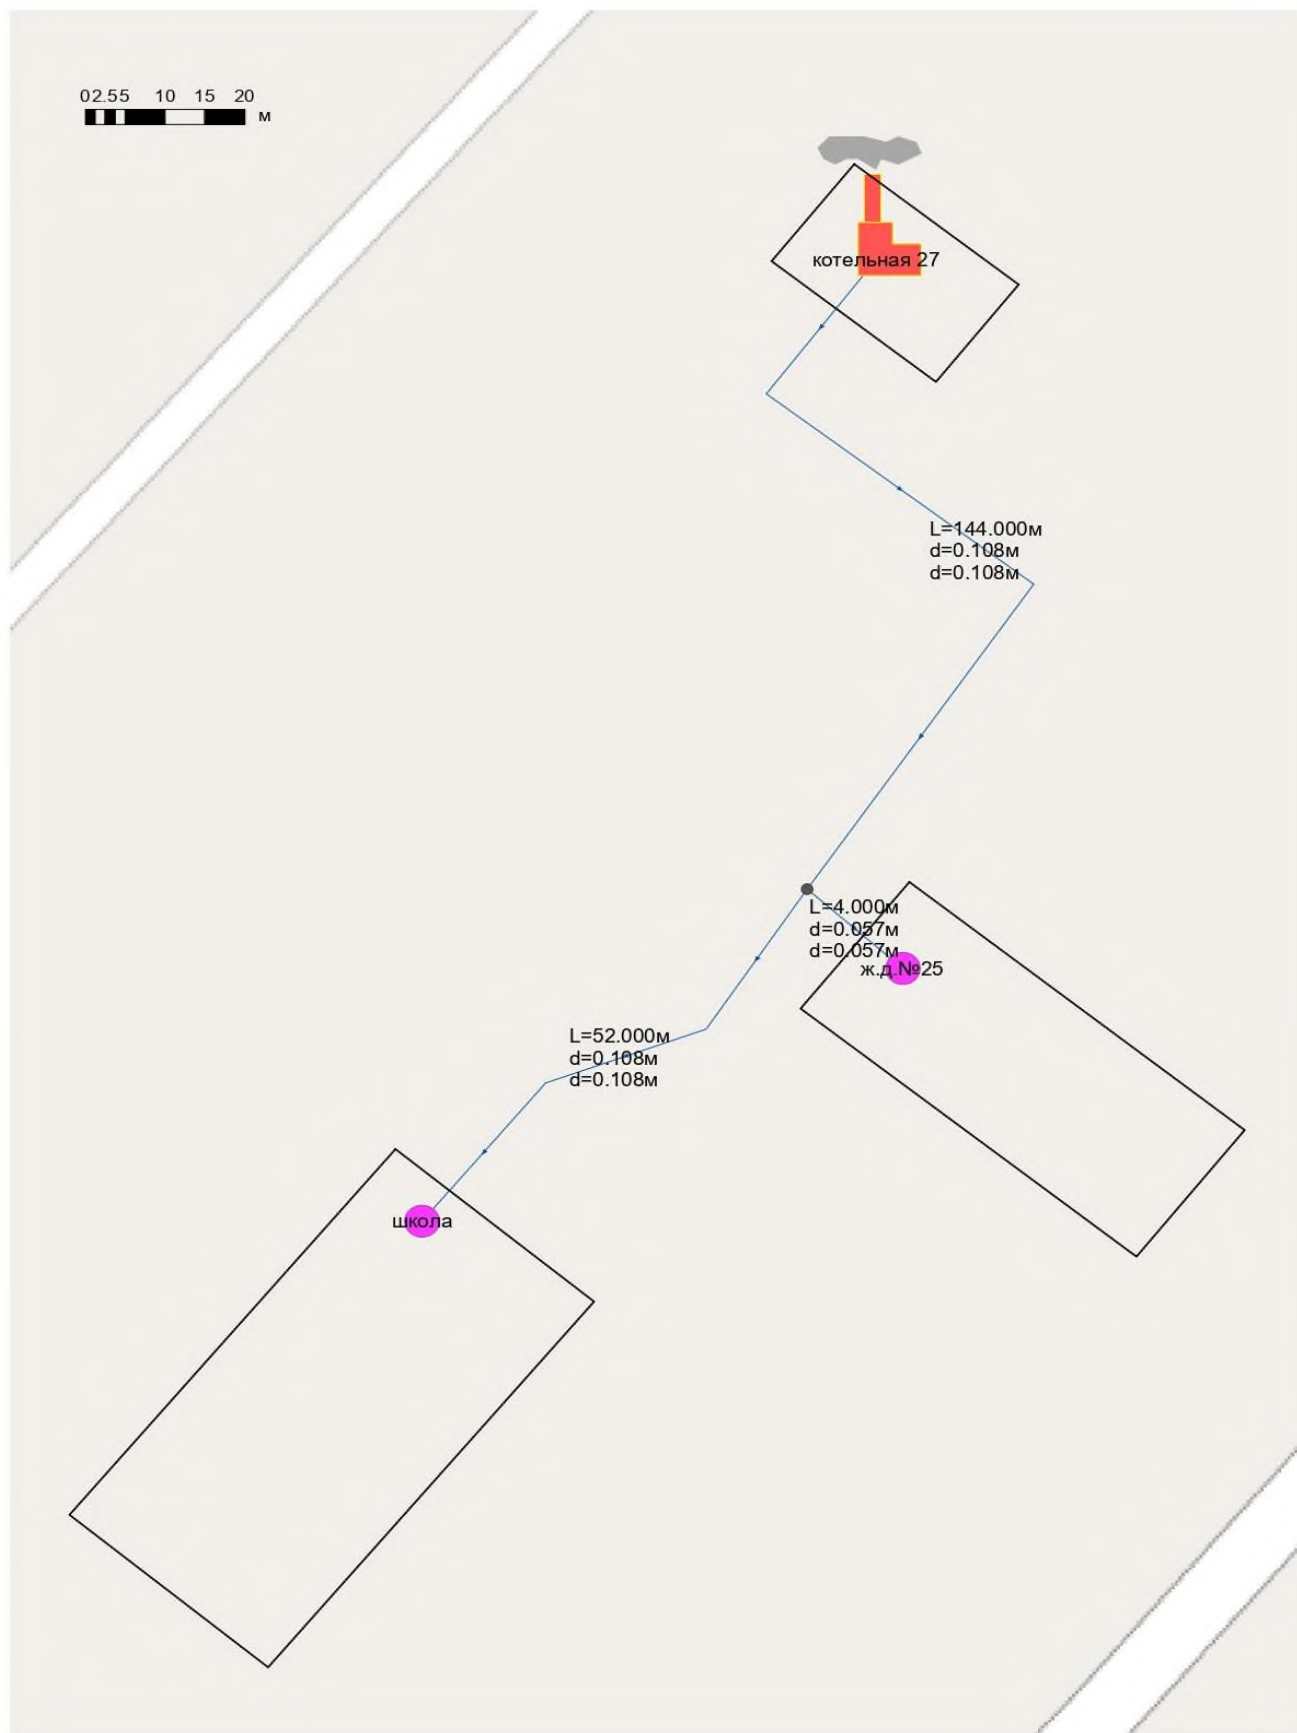 02.55 10 15 20
м
котельная 27
L=144.000м
d=0.108м
d=0.108м
L=4.000м
d=0.057м
d=0.057м
ж.д.№25
L=52.000м
d=0.108м
d=0.108м
школа